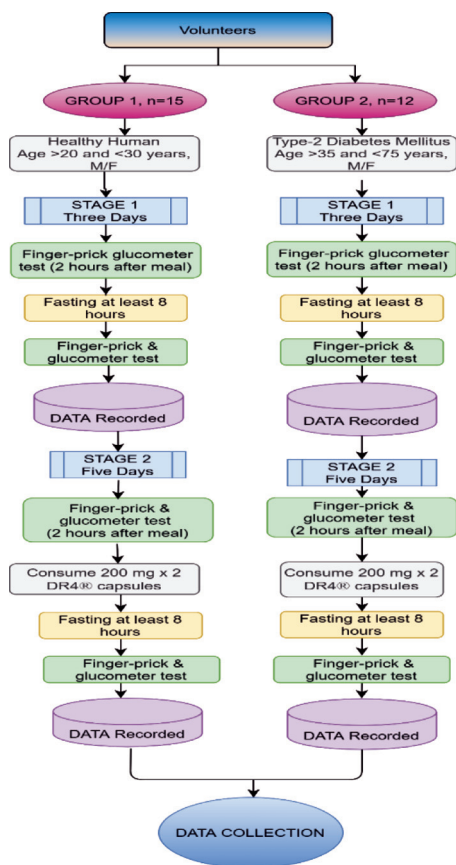 Volunteers
GROUP 1, n=15
Healthy Human
Age >20 and <30 years,
M/F
STAGE 1
Three Days
Finger-prick glucometer
test (2 hours after meal)
Fasting at least 8
hours
Finger-prick &
glucometer test
DATA Recorded
STAGE 2
Five Days
Finger-prick &
glucometer test
(2 hours after meal)
Consume 200 mg x 2
DR4® capsules
Fasting at least 8
hours
Finger-prick &
glucometer test
DATA Recorded
GROUP 2, n=12
Type-2 Diabetes Mellitus
Age >35 and <75 years,
M/F
STAGE 1
Three Days
Finger-prick glucometer
test (2 hours after meal)
Fasting at least 8
hours
Finger-prick &
glucometer test
DATA Recorded
STAGE 2
Five Days
Finger-prick &
glucometer test
(2 hours after meal)
Consume 200 mg x 2
DR4® capsules
Fasting at least 8
hours
Finger-prick &
glucometer test
DATA Recorded
DATA COLLECTION